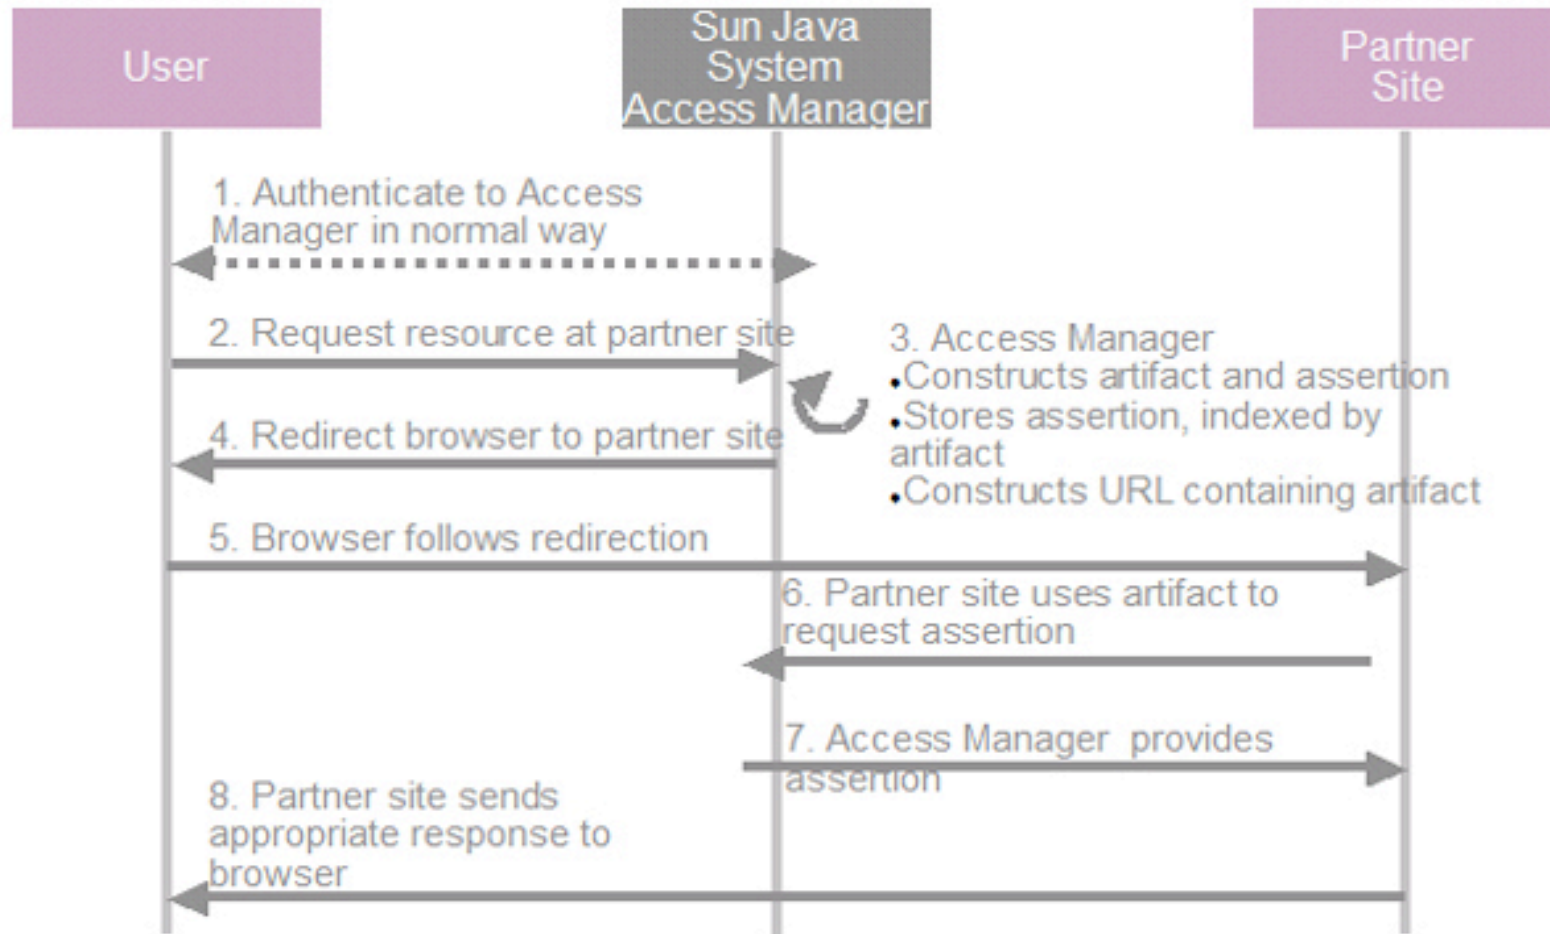 User
Sun Java
System
Access Manager
Partner
Site
1. Authenticate to Access
Manager in normal way
2. Request resource at partner site
3. Access Manager
•Constructs artifact and assertion
•Stores assertion, indexed by
artifact
•Constructs URL containing artifact
4. Redirect browser to partner site
5. Browser follows redirection
6. Partner site uses artifact to
request assertion
7. Access Manager  provides
assertion
8. Partner site sends
appropriate response to
browser